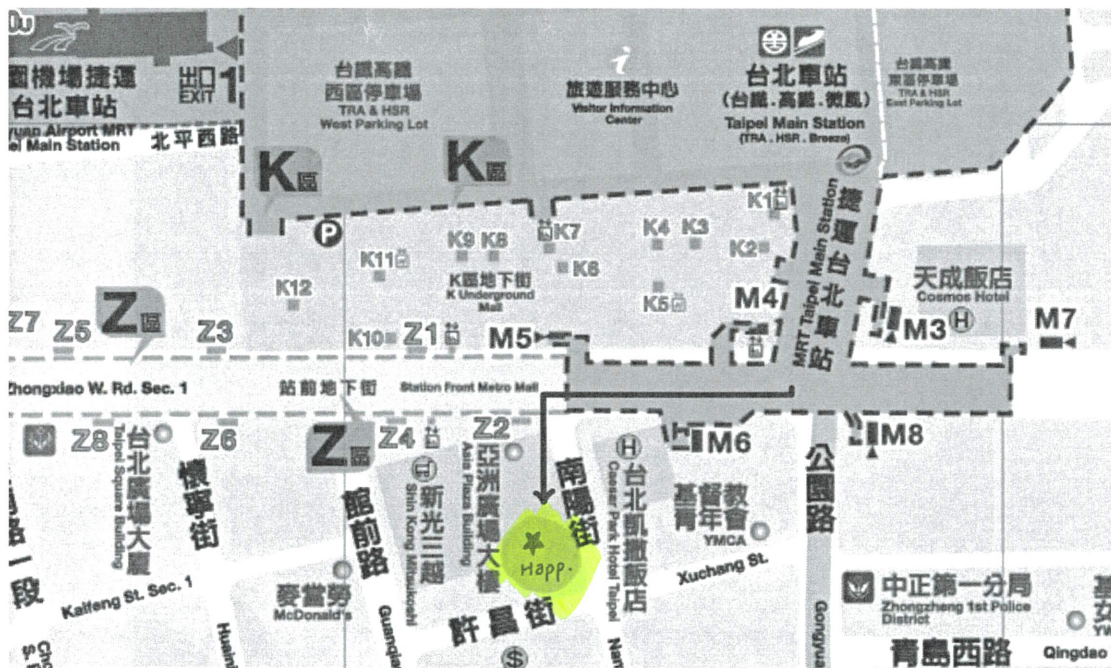 園機場捷運
台北車站
yuan Airport MRT
ei Main Station
出口
EXIT 1
北平西路
台鐵高鐵
西區停車場
TRA & HSR
West Parking Lot
旅遊服務中心
Visitor Information
Center
台北車站
(台鐵.高鐵.微風)
Taipei Main Station
(TRA . HSR . Breeze)
台鐵高鐵
東區停車場
TRA & HSR
East Parking Lot
K區
K區
P
K1
K2
K3
K4
K5
K6
K7
K8
K9
K10
K11
K12
K區地下街
K Underground
Mall
捷運台北車站
MRT Taipei Main Station
天成飯店
Cosmos Hotel
H
M3
M4
M5
M7
Z區
Z7
Z5
Z3
Z1
Zhongxiao W. Rd. Sec. 1
站前地下街
Station Front Metro Mall
Z8
Z6
Z區
Z4
Z2
M6
M8
台北廣場大廈
Taipei Square Building
懷寧街
館前路
新光三越
Shin Kong Mitsukoshi
亞洲廣場大樓
Asia Plaza Building
南陽街
H
台北凱撒飯店
Caesar Park Hotel Taipei
基督教
青年會
YMCA
公園路
Happ.
路一段
Kaifeng St. Sec. 1
麥當勞
McDonald's
許昌街
Xuchang St.
中正第一分局
Zhongzheng 1st Police
District
青島西路
Qingdao
Huaini
Guanqia
Nan
Gongyua
$
基
女
YW